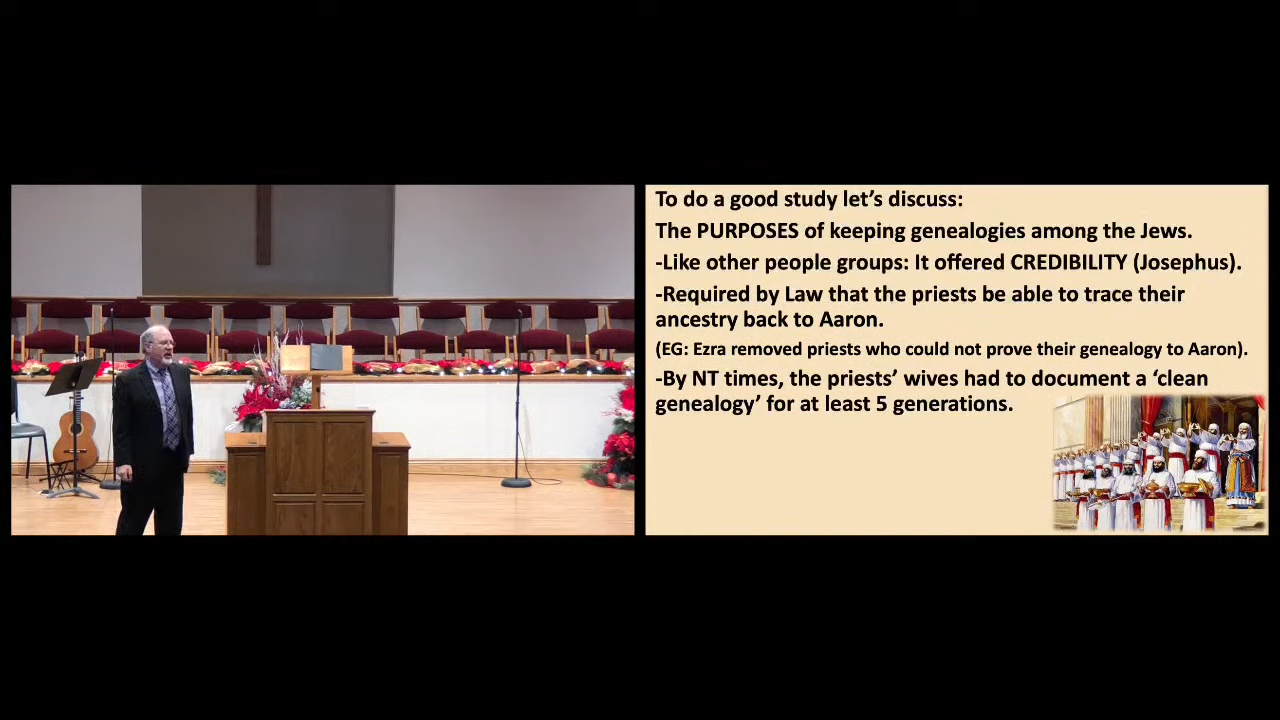 To do a good study let's discuss:
The PURPOSES of keeping genealogies among the Jews.
-Like other people groups: It offered CREDIBILITY (Josephus).
-Required by Law that the priests be able to trace their
ancestry back to Aaron.
(EG: Ezra removed priests who could not prove their genealogy to Aaron).
-By NT times, the priests' wives had to document a 'clean
genealogy' for at least 5 generations.